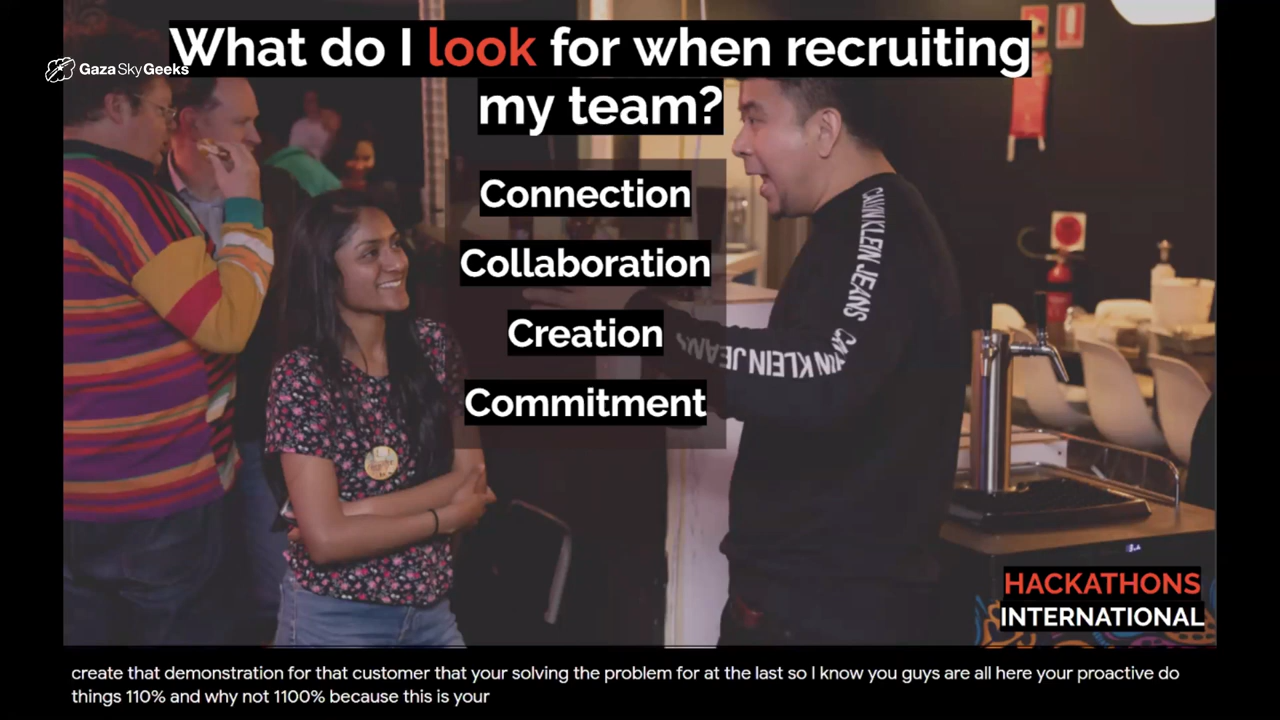 What do I look for when recruiting
my team?
Gaza Sky Geeks
Connection
Collaboration
Creation
Commitment
CALVIN KLEIN JEANS
HACKATHONS
INTERNATIONAL
create that demonstration for that customer that your solving the problem for at the last so I know you guys are all here your proactive do
things 110% and why not 1100% because this is your